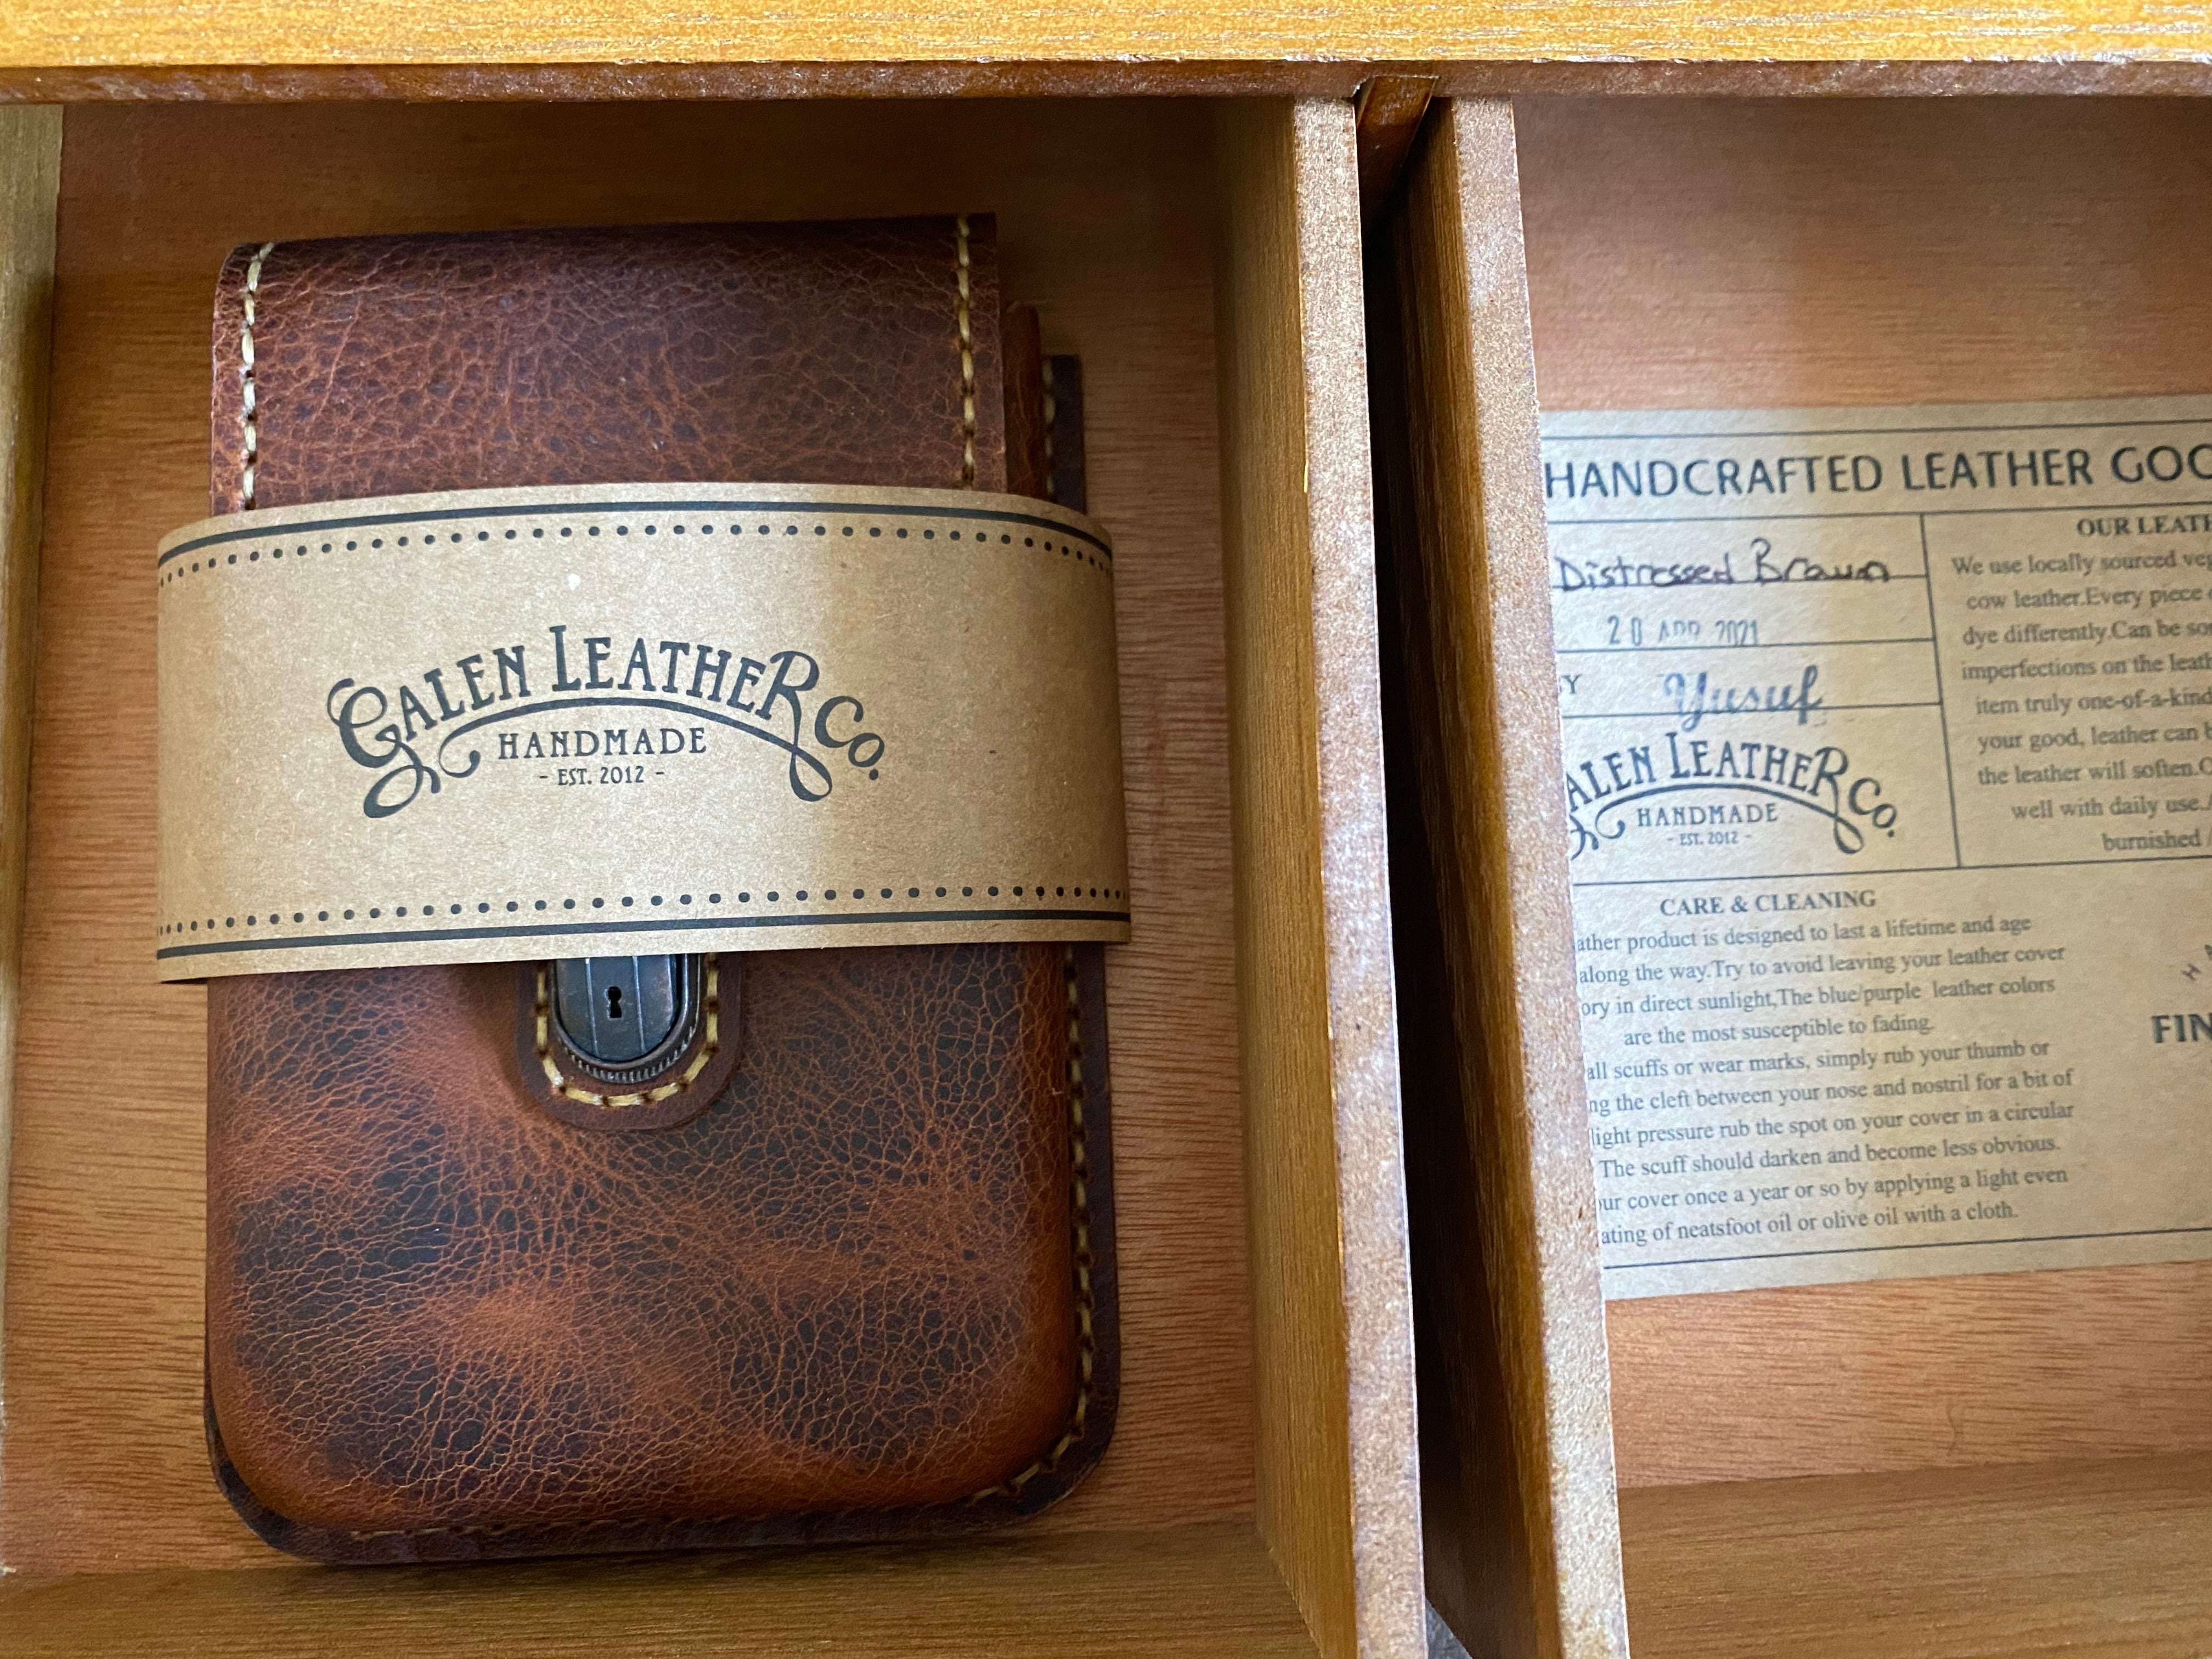 GALEN LEATHER CO.
HANDMADE
- EST. 2012 -
HANDCRAFTED LEATHER
Distressed Brown
20 APR 2021
Yusuf
LEATHER CO.
HANDMADE
- EST. 2012 -
OUR
We use locally sourced
cow leather.Every piece
dye differently.Can be
imperfections on the
item truly one-of-a-kind
your good, leather can
the leather will soften.
well with daily use.
burnished
CARE & CLEANING
product is designed to last a lifetime and age
along the way.Try to avoid leaving your leather cover
in direct sunlight,The blue/purple leather colors
are the most susceptible to fading.
all scuffs or wear marks, simply rub your thumb or
the cleft between your nose and nostril for a bit of
light pressure rub the spot on your cover in a circular
The scuff should darken and become less obvious.
cover once a year or so by applying a light even
of neatsfoot oil or olive oil with a cloth.